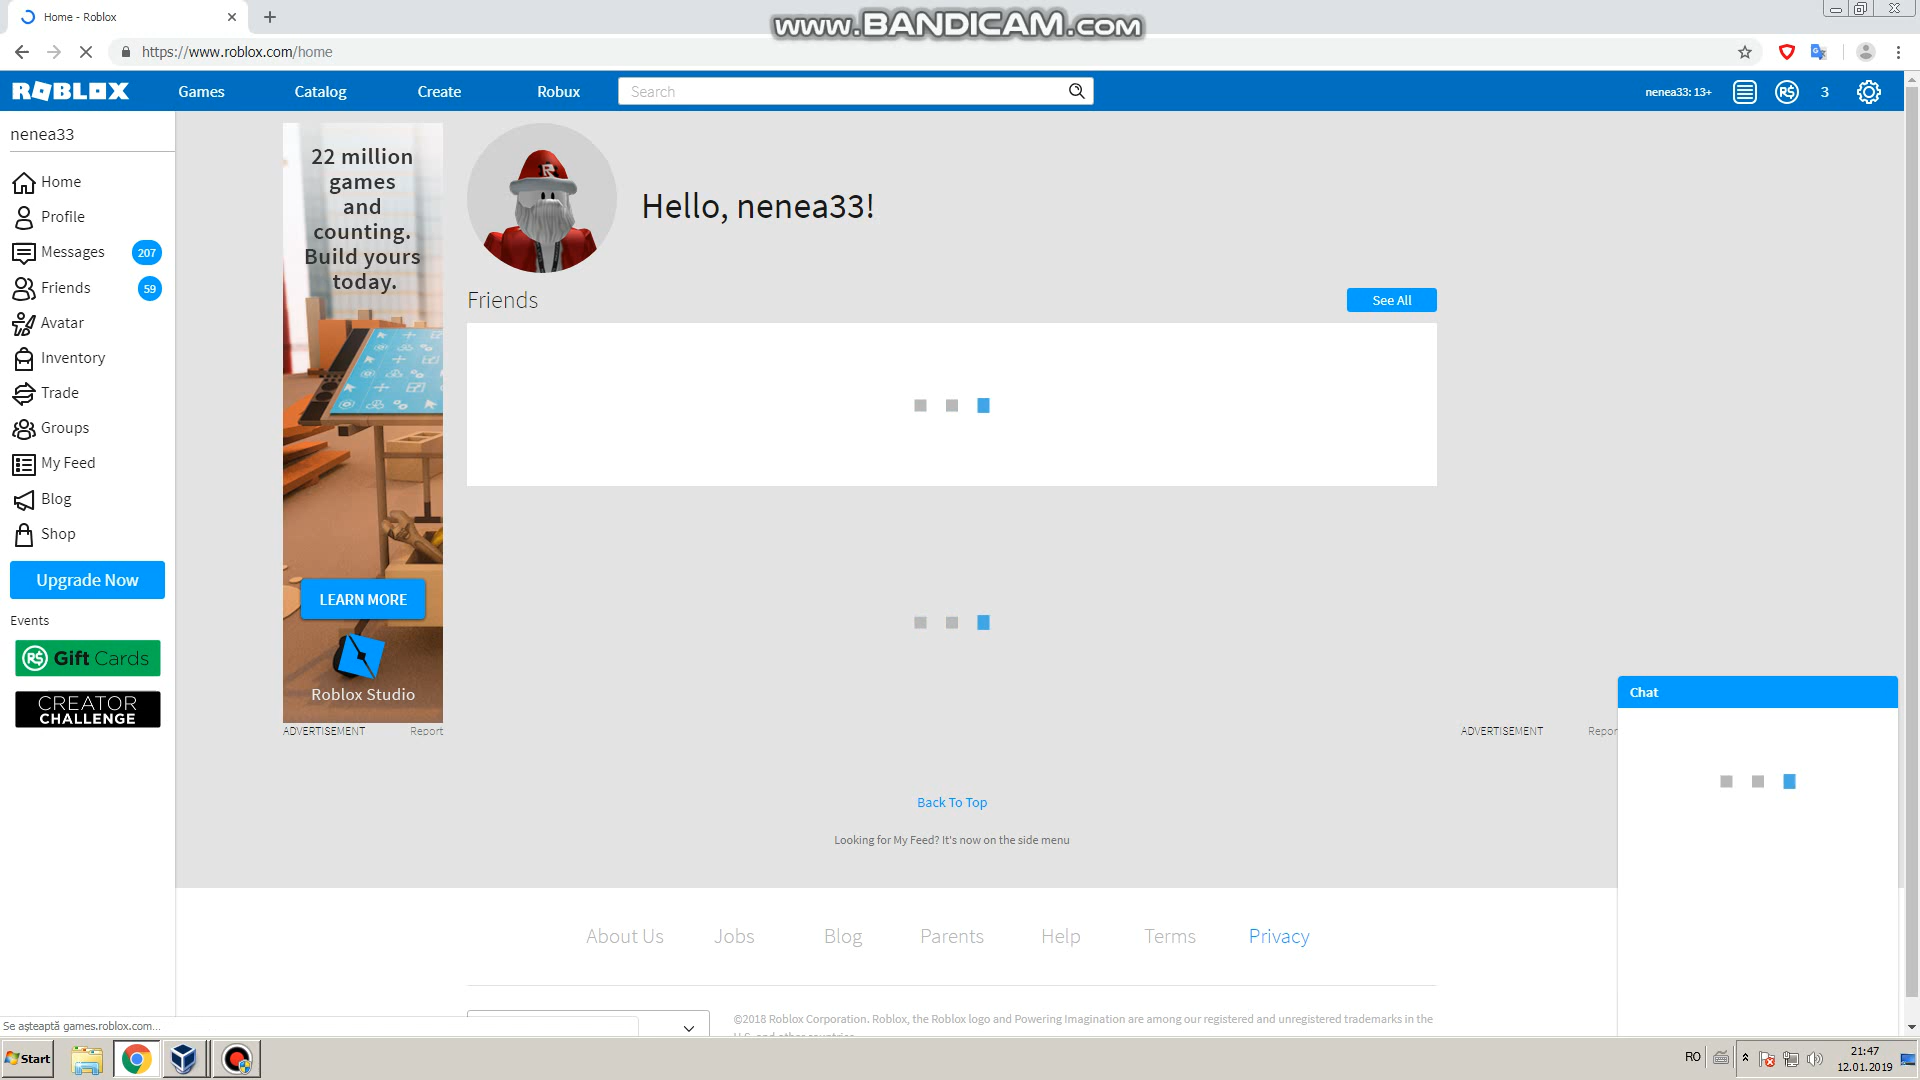 Home - Roblox
www.BANDICAM.com
https://www.roblox.com/home
ROBLOX
Games
Catalog
Create
Robux
Search
nenea33: 13+
R$
3
nenea33
Home
Profile
Messages
207
Friends
59
Avatar
Inventory
Trade
Groups
My Feed
Blog
Shop
Upgrade Now
Events
R$ Gift Cards
CREATOR
CHALLENGE
22 million
games
and
counting.
Build yours
today.
LEARN MORE
Roblox Studio
ADVERTISEMENT
Report
Hello, nenea33!
Friends
See All
ADVERTISEMENT
Repor
Chat
Back To Top
Looking for My Feed? It's now on the side menu
About Us
Jobs
Blog
Parents
Help
Terms
Privacy
©2018 Roblox Corporation. Roblox, the Roblox logo and Powering Imagination are among our registered and unregistered trademarks in the
U.S. and other countries.
Se așteaptă games.roblox.com...
Start
RO
21:47
12.01.2019